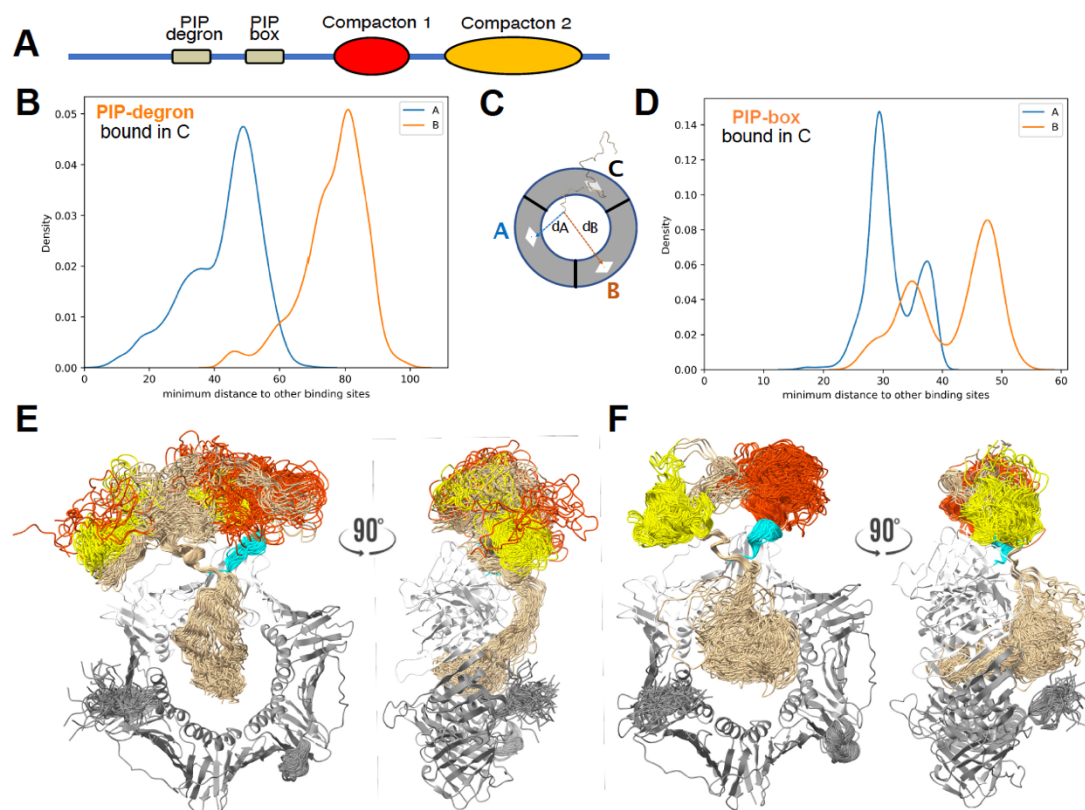 A
PIP
degron
PIP
box
Compacton 1
Compacton 2
B
PIP-degron
bound in C
A
B
0.05
0.04
0.03
0.02
0.01
0.00
Density
0
20
40
60
80
100
minimum distance to other binding sites
C
C
A
dA
dB
B
D
PIP-box
bound in C
A
B
0.14
0.12
0.10
0.08
0.06
0.04
0.02
0.00
Density
0
10
20
30
40
50
60
minimum distance to other binding sites
E
90°
F
90°